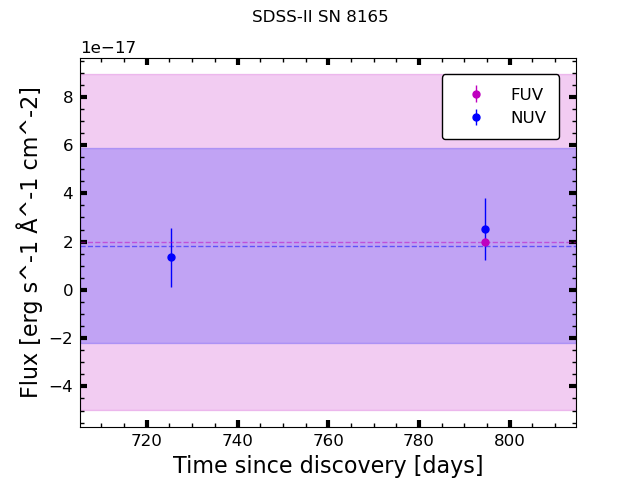 SDSS-II SN 8165
1e−17
FUV
NUV
8
6
4
2
0
−2
−4
Flux [erg s^-1 Å^-1 cm^-2]
720
740
760
780
800
Time since discovery [days]